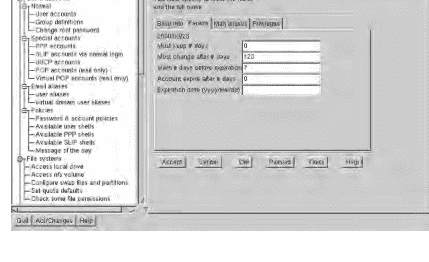 Normal
User accounts
Group definitions
Change root password
Special accounts
PPP accounts
SLIP accounts via normal login
UUCP accounts
POP accounts (mail only)
Virtual POP accounts (mail only)
Email aliases
user aliases
virtual domain user aliases
Policies
Password & account policies
Available user shells
Available PPP shells
Available SLIP shells
Message of the day
File systems
Access local drive
Access nfs volume
Configure swap files and partitions
Set quota defaults
Check some file permissions
Quit Act/Changes Help
and the full name
Base info Params Mail aliases Privileges
Must keep # days 0
Must change after # days 123
Warn # days before expiration 7
Account expire after # days 0
Expiration date (yyyy/mm/dd)
Accept Cancel Del Passwd Tasks Help